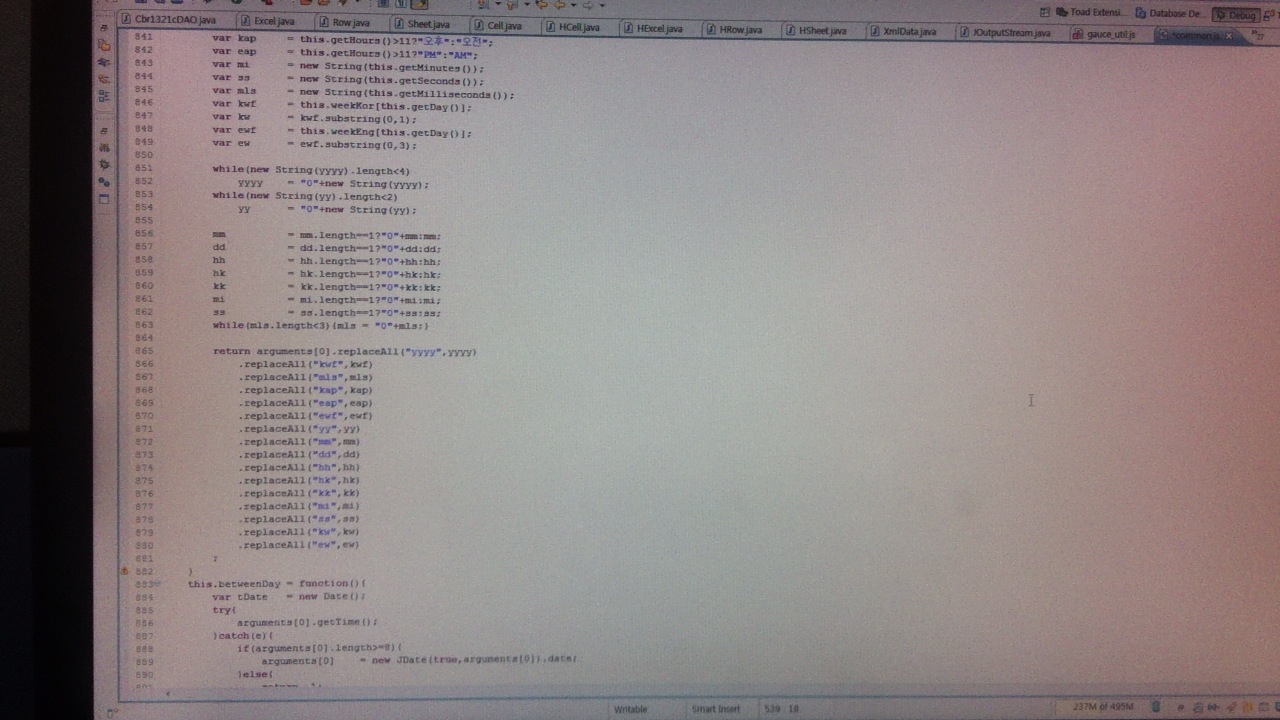 Cbr1321cDAO.java Excel.java Row.java Sheet.java Cell.java HCell.java HExcel.java HRow.java HSheet.java XmlData.java JOutputStream.java gauce_util.js *common.js
Toad Extensi... Database De... Debug
841 var kap = this.getHours()>11?"오후":"오전";
842 var eap = this.getHours()>11?"PM":"AM";
843 var mi = new String(this.getMinutes());
844 var ss = new String(this.getSeconds());
845 var mls = new String(this.getMilliseconds());
846 var kwf = this.weekKor[this.getDay()];
847 var kw = kwf.substring(0,1);
848 var ewf = this.weekEng[this.getDay()];
849 var ew = ewf.substring(0,3);
850
851 while(new String(yyyy).length<4)
852 yyyy = "0"+new String(yyyy);
853 while(new String(yy).length<2)
854 yy = "0"+new String(yy);
855
856 mm = mm.length==1?"0"+mm:mm;
857 dd = dd.length==1?"0"+dd:dd;
858 hh = hh.length==1?"0"+hh:hh;
859 hk = hk.length==1?"0"+hk:hk;
860 kk = kk.length==1?"0"+kk:kk;
861 mi = mi.length==1?"0"+mi:mi;
862 ss = ss.length==1?"0"+ss:ss;
863 while(mls.length<3){mls = "0"+mls;}
864
865 return arguments[0].replaceAll("yyyy",yyyy)
866 .replaceAll("kwf",kwf)
867 .replaceAll("mls",mls)
868 .replaceAll("kap",kap)
869 .replaceAll("eap",eap)
870 .replaceAll("ewf",ewf)
871 .replaceAll("yy",yy)
872 .replaceAll("mm",mm)
873 .replaceAll("dd",dd)
874 .replaceAll("hh",hh)
875 .replaceAll("hk",hk)
876 .replaceAll("kk",kk)
877 .replaceAll("mi",mi)
878 .replaceAll("ss",ss)
879 .replaceAll("kw",kw)
880 .replaceAll("ew",ew)
881 ;
882 }
883 this.betweenDay = function(){
884 var tDate = new Date();
885 try{
886 arguments[0].getTime();
887 }catch(e){
888 if(arguments[0].length>=8){
889 arguments[0] = new JDate(true,arguments[0]).date;
890 }else{
Writable Smart Insert 539 : 18 237M of 495M